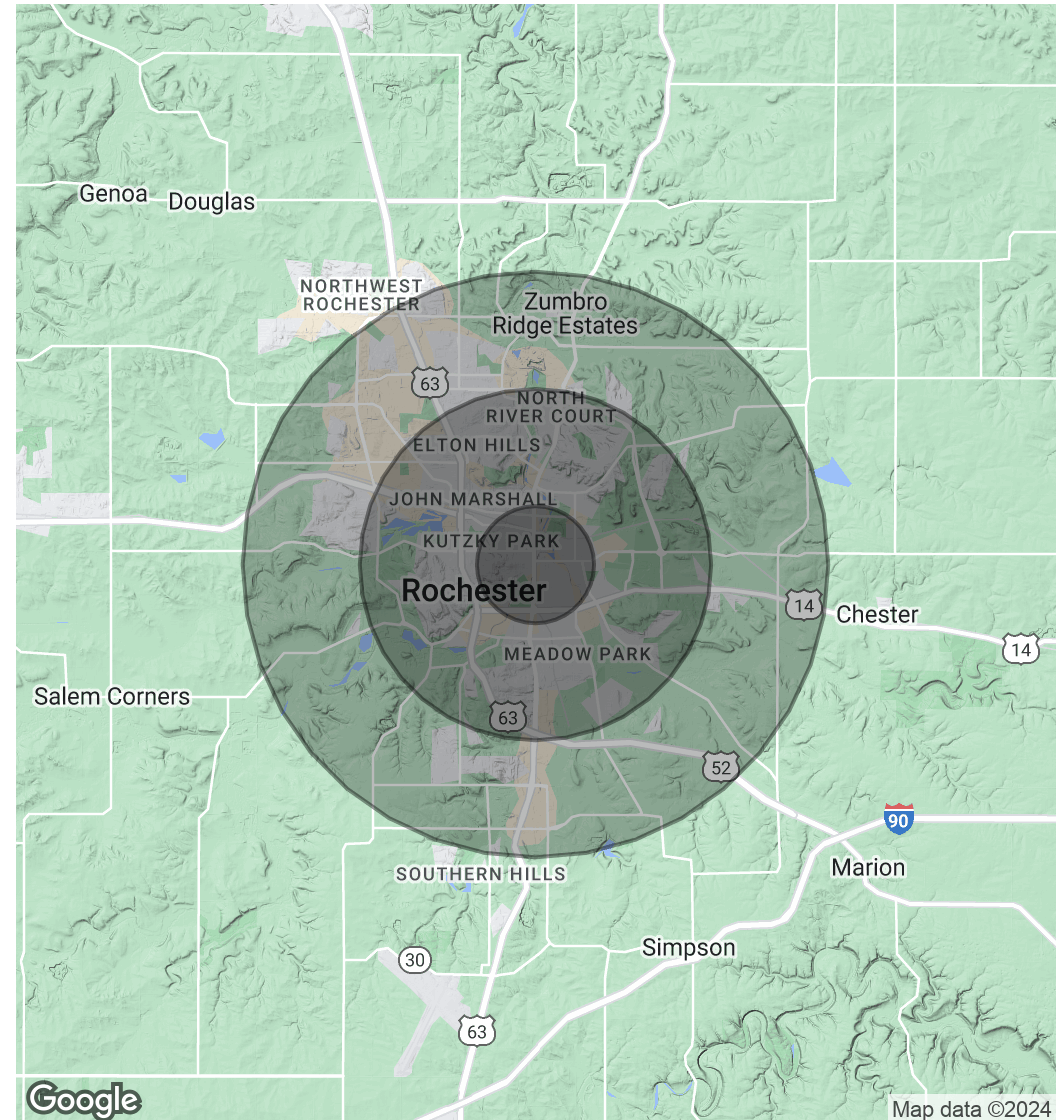 Genoa
Douglas
NORTHWEST
ROCHESTER
Zumbro
Ridge Estates
63
NORTH
RIVER COURT
ELTON HILLS
JOHN MARSHALL
KUTZKY PARK
Rochester
14
Chester
14
MEADOW PARK
Salem Corners
63
52
90
Marion
SOUTHERN HILLS
Simpson
30
63
Google
Map data ©2024